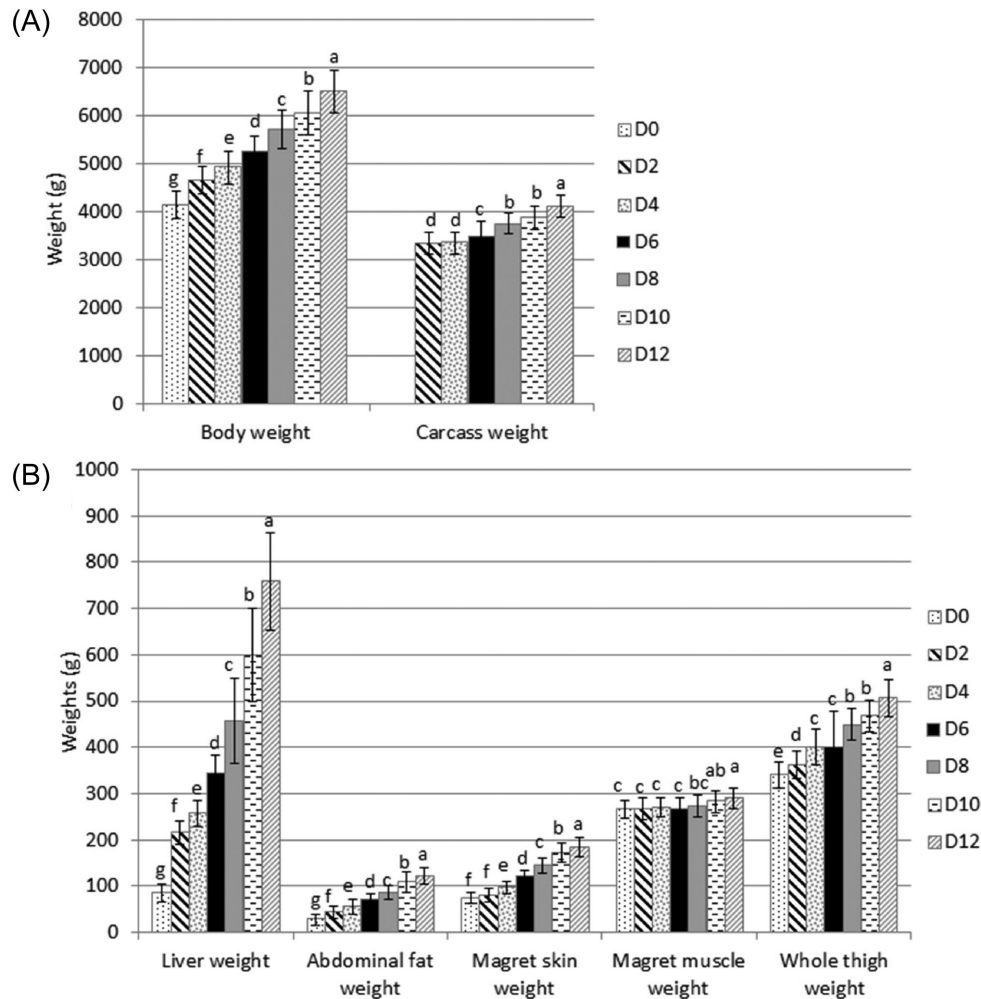 (A)
8000
7000
6000
5000
4000
3000
2000
1000
0
Weight (g)
g f e d c b a
d d c b b a
Body weight
Carcass weight
D0
D2
D4
D6
D8
D10
D12
(B)
1000
900
800
700
600
500
400
300
200
100
0
Weights (g)
g f e d c b a
g f e d c b a
f f e d c b a
c c c c bc ab a
e d c c b b a
Liver weight
Abdominal fat
weight
Magret skin
weight
Magret muscle
weight
Whole thigh
weight
D0
D2
D4
D6
D8
D10
D12